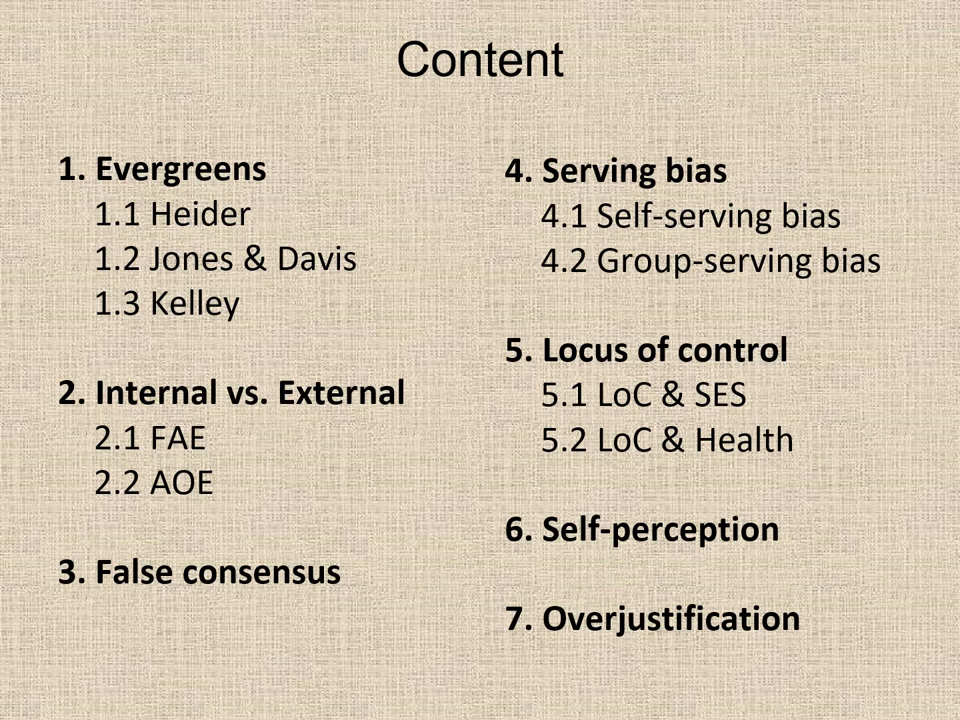 Content
1. Evergreens
1.1 Heider
1.2 Jones & Davis
1.3 Kelley
2. Internal vs. External
2.1 FAE
2.2 AOE
3. False consensus
4. Serving bias
4.1 Self-serving bias
4.2 Group-serving bias
5. Locus of control
5.1 LoC & SES
5.2 LoC & Health
6. Self-perception
7. Overjustification